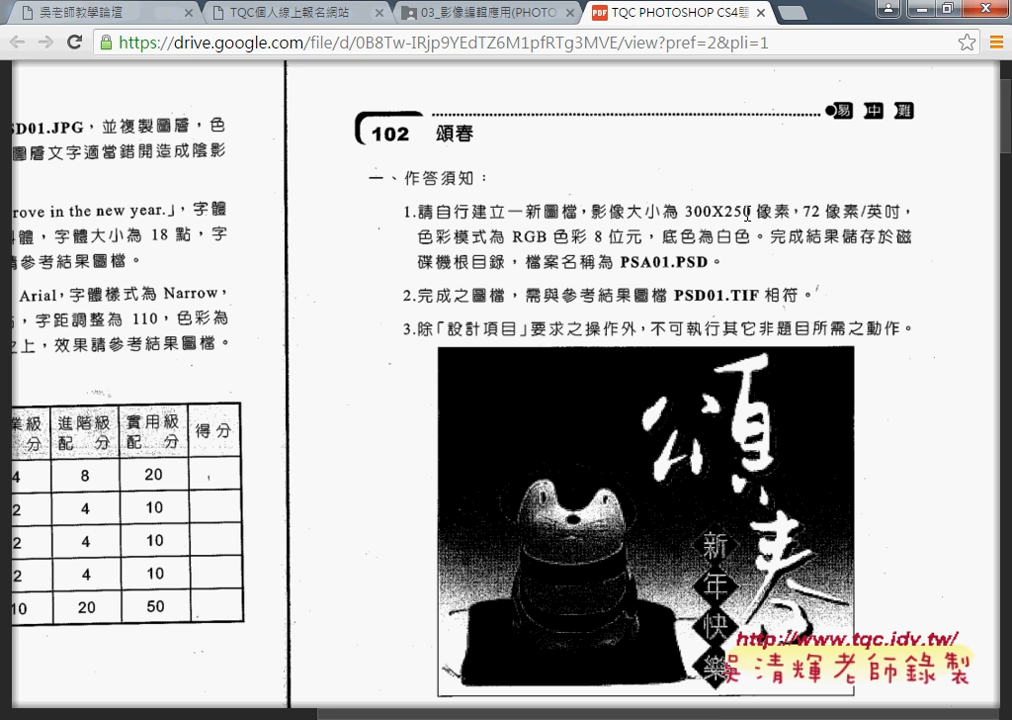 吳老師教學論壇
TQC個人線上報名網站
03_影像編輯應用(PHOTO
TQC PHOTOSHOP CS4題
https://drive.google.com/file/d/0B8Tw-IRjp9YEdTZ6M1pfRTg3MVE/view?pref=2&pli=1
SD01.JPG，並複製圖層，色
圖層文字適當錯開造成陰影
rove in the new year.」，字體
體，字體大小為 18 點，字
請參考結果圖檔。
Arial，字體樣式為 Narrow，
，字距調整為 110，色彩為
之上，效果請參考結果圖檔。
業級 進階級 實用級 得分
分 配分 配分
4 8 20
2 4 10
2 4 10
2 4 10
10 20 50
易 中 難
102 頌春
一、作答須知：
1.請自行建立一新圖檔，影像大小為 300X250 像素，72 像素/英吋，
色彩模式為 RGB 色彩 8 位元，底色為白色。完成結果儲存於磁
碟機根目錄，檔案名稱為 PSA01.PSD。
2.完成之圖檔，需與參考結果圖檔 PSD01.TIF 相符。
3.除「設計項目」要求之操作外，不可執行其它非題目所需之動作。
頌春
新年快樂
http://www.tqc.idv.tw/
吳清輝老師錄製